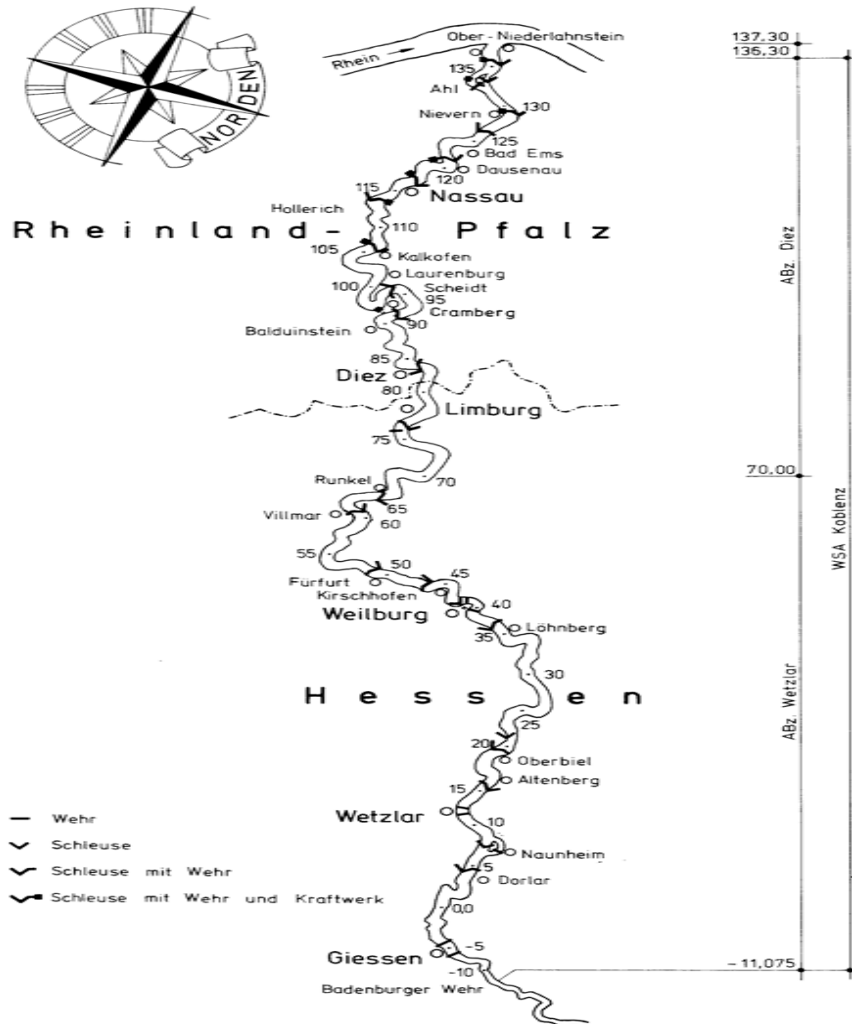 Ober-Niederlahnstein
137.30
136.30
Rhein
135
Ahl
130
Nievern
125
Bad Ems
NORDEN
120
Dausenau
115
Nassau
Hollerich
110
Rheinland-Pfalz
105
Kalkofen
Laurenburg
100
Scheidt
95
Cramberg
90
Balduinstein
ABz. Diez
85
Diez
80
Limburg
75
70
70,00
Runkel
65
Villmar
60
55
50
45
Fürfurt
Kirschhofen
40
Weilburg
Löhnberg
35
WSA Koblenz
30
Hessen
25
ABz. Wetzlar
20
Oberbiel
Altenberg
15
Wetzlar
10
Naunheim
5
Dorlar
0,0
-5
Giessen
-10
-11,075
Badenburger Wehr
Wehr
Schleuse
Schleuse mit Wehr
Schleuse mit Wehr und Kraftwerk